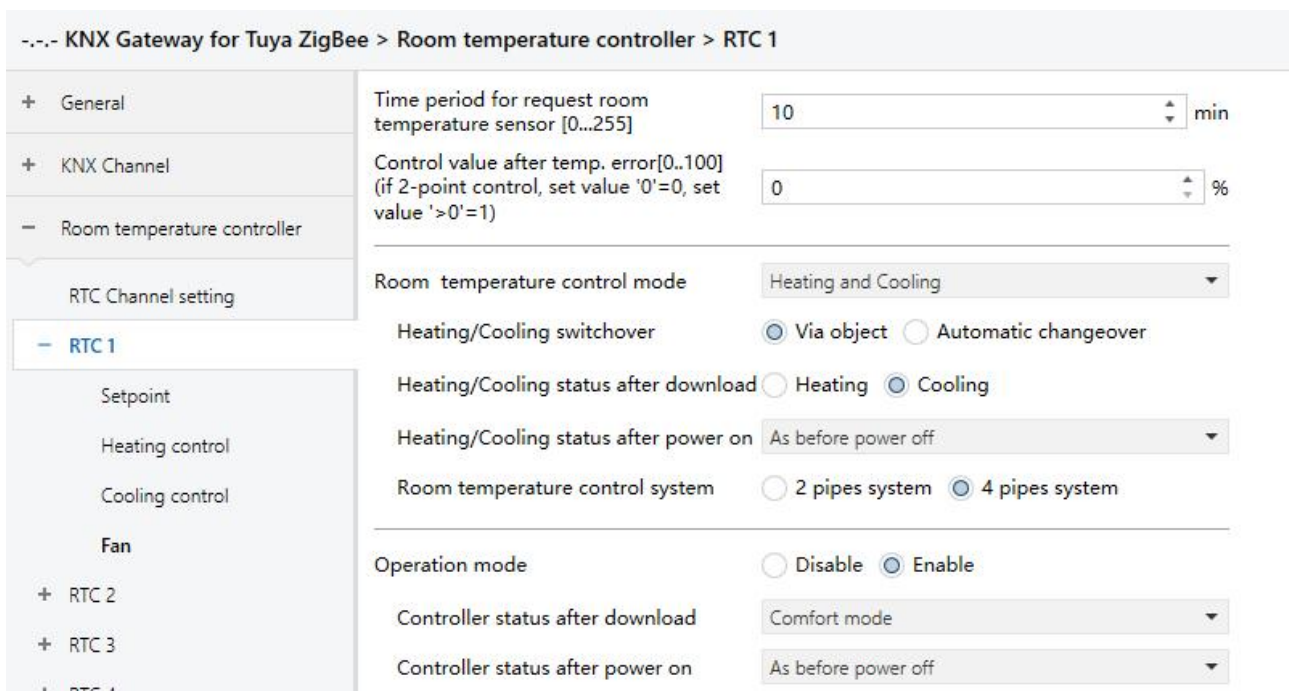 -.-.- KNX Gateway for Tuya ZigBee > Room temperature controller > RTC 1
+ General
+ KNX Channel
− Room temperature controller
RTC Channel setting
− RTC 1
Setpoint
Heating control
Cooling control
Fan
+ RTC 2
+ RTC 3
Time period for request room
temperature sensor [0...255]
10 min
Control value after temp. error[0..100]
(if 2-point control, set value '0'=0, set
value '>0'=1)
0 %
Room temperature control mode Heating and Cooling
Heating/Cooling switchover Via object Automatic changeover
Heating/Cooling status after download Heating Cooling
Heating/Cooling status after power on As before power off
Room temperature control system 2 pipes system 4 pipes system
Operation mode Disable Enable
Controller status after download Comfort mode
Controller status after power on As before power off